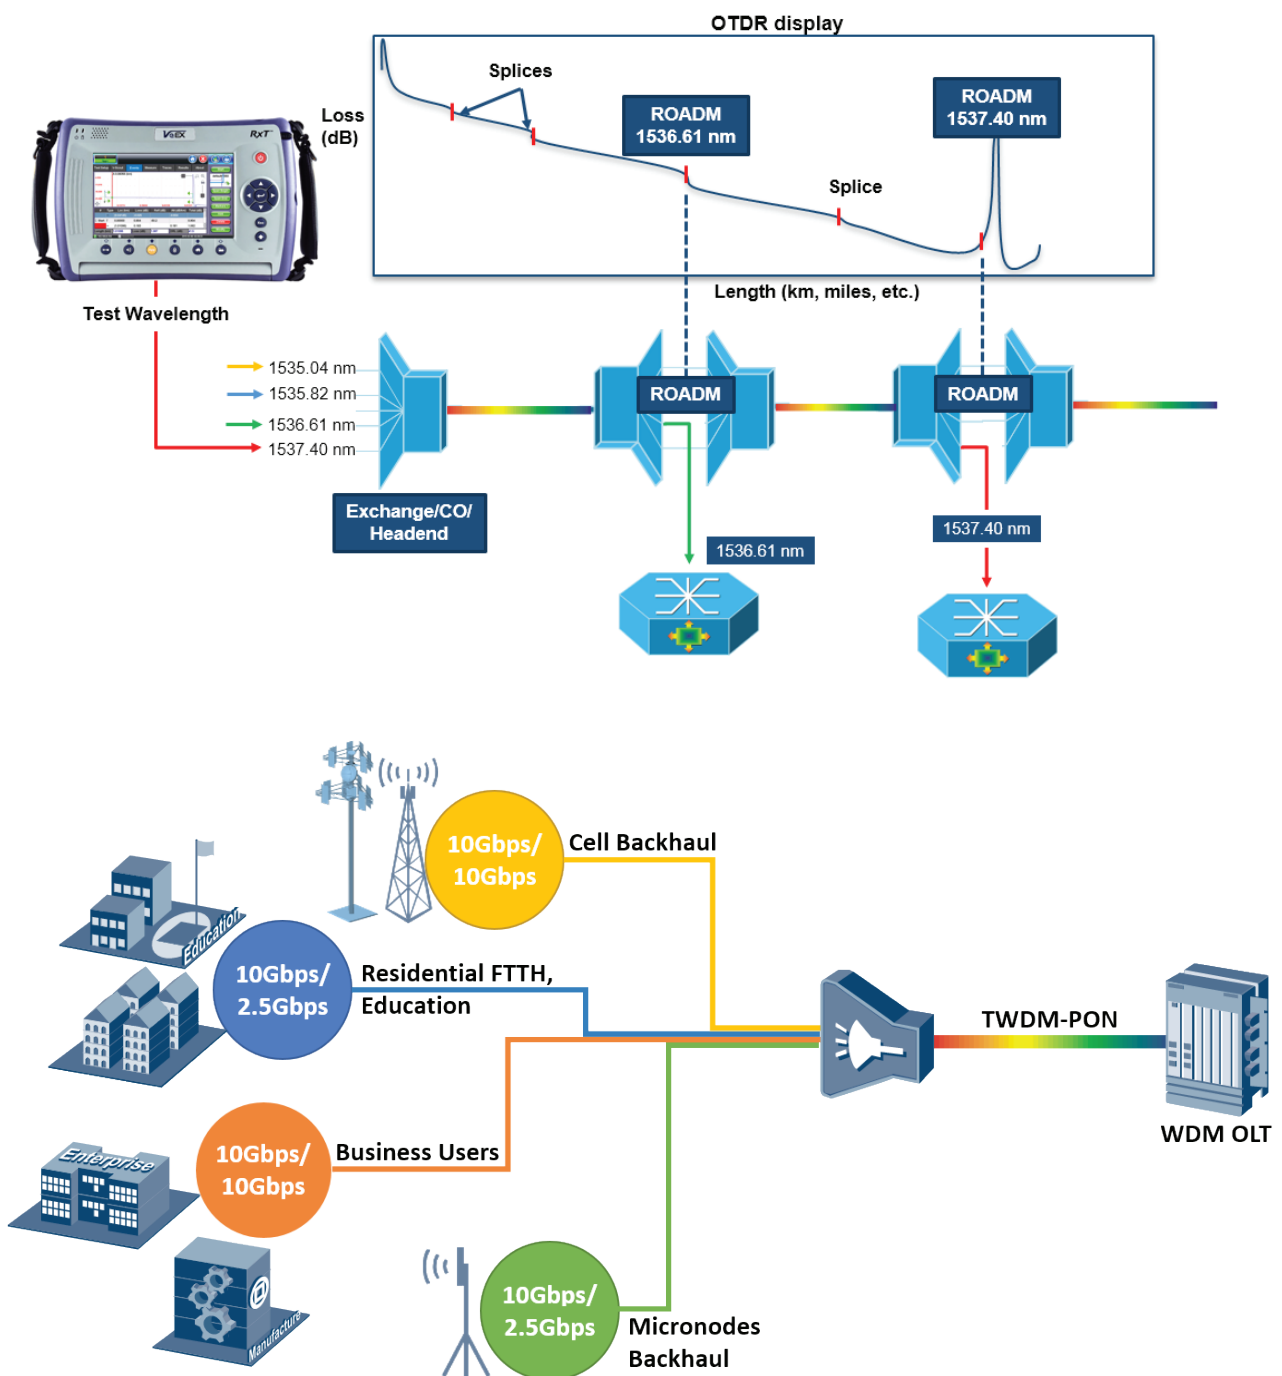 OTDR display
Loss
(dB)
Splices
ROADM
1536.61 nm
ROADM
1537.40 nm
Splice
VeEX
RxT
Length (km, miles, etc.)
Test Wavelength
1535.04 nm
1535.82 nm
1536.61 nm
1537.40 nm
ROADM
ROADM
Exchange/CO/
Headend
1536.61 nm
1537.40 nm
10Gbps/
10Gbps
Cell Backhaul
Education
10Gbps/
2.5Gbps
Residential FTTH,
Education
TWDM-PON
WDM OLT
Enterprise
10Gbps/
10Gbps
Business Users
Manufacture
10Gbps/
2.5Gbps
Micronodes
Backhaul